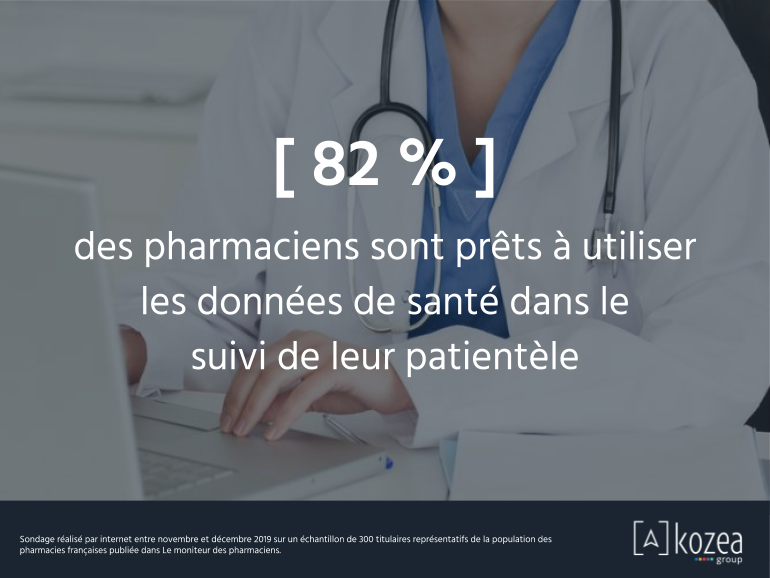 [ 82 % ]
des pharmaciens sont prêts à utiliser
les données de santé dans le
suivi de leur patientèle
Sondage réalisé par internet entre novembre et décembre 2019 sur un échantillon de 300 titulaires représentatifs de la population des
pharmacies françaises publiée dans Le moniteur des pharmaciens.
[A] kozea
group